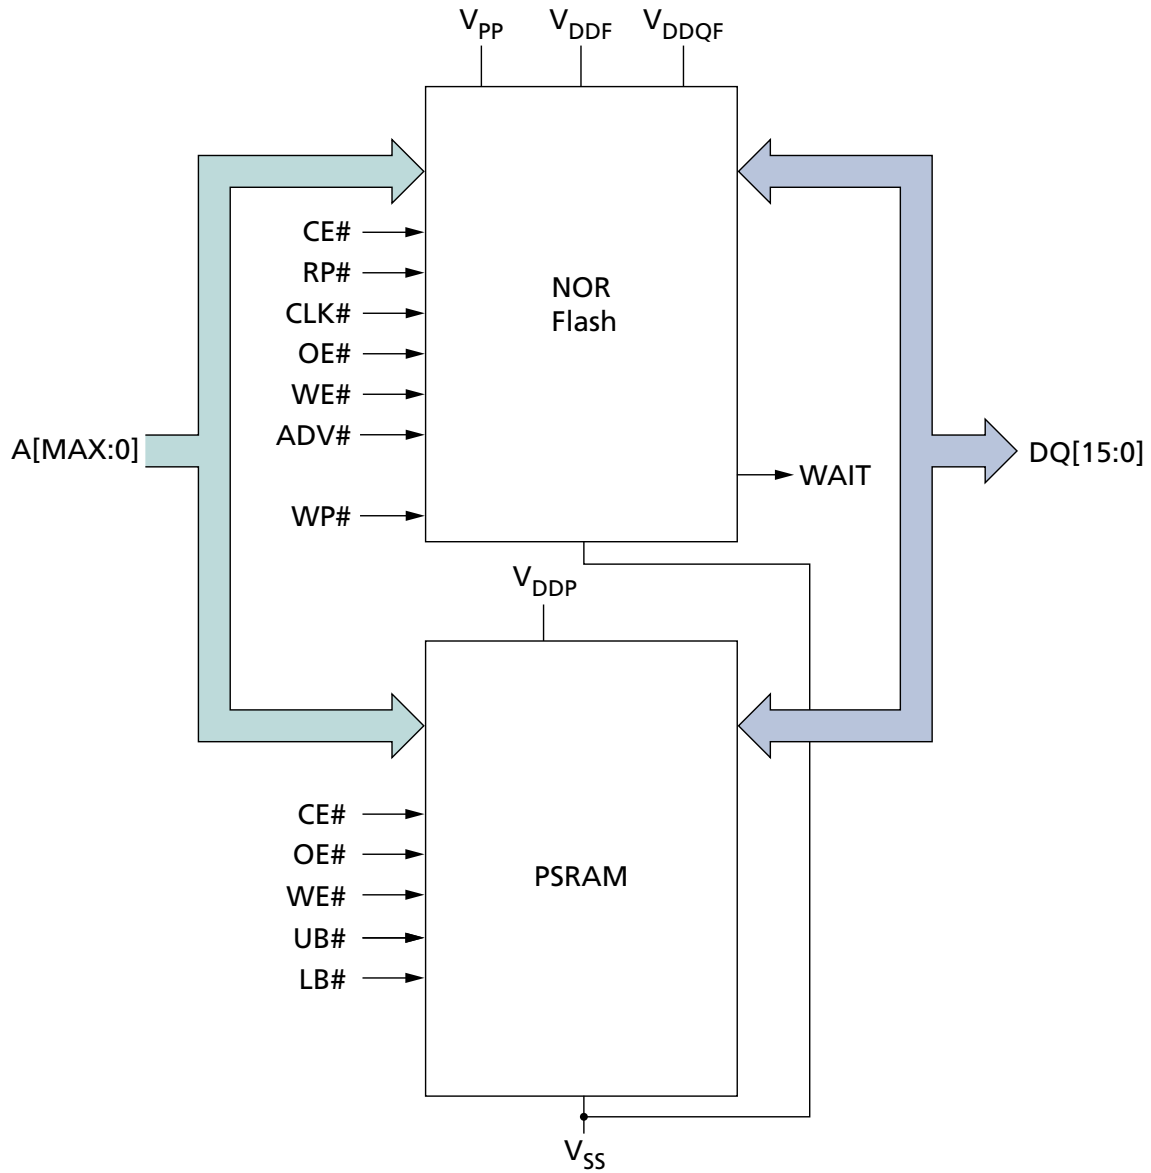 VPP VDDF VDDQF
CE#
RP#
NOR
CLK#
Flash
OE#
WE#
ADV#
A[MAX:0]
DQ[15:0]
WAIT
WP#
VDDP
CE#
OE#
PSRAM
WE#
UB#
LB#
VSS